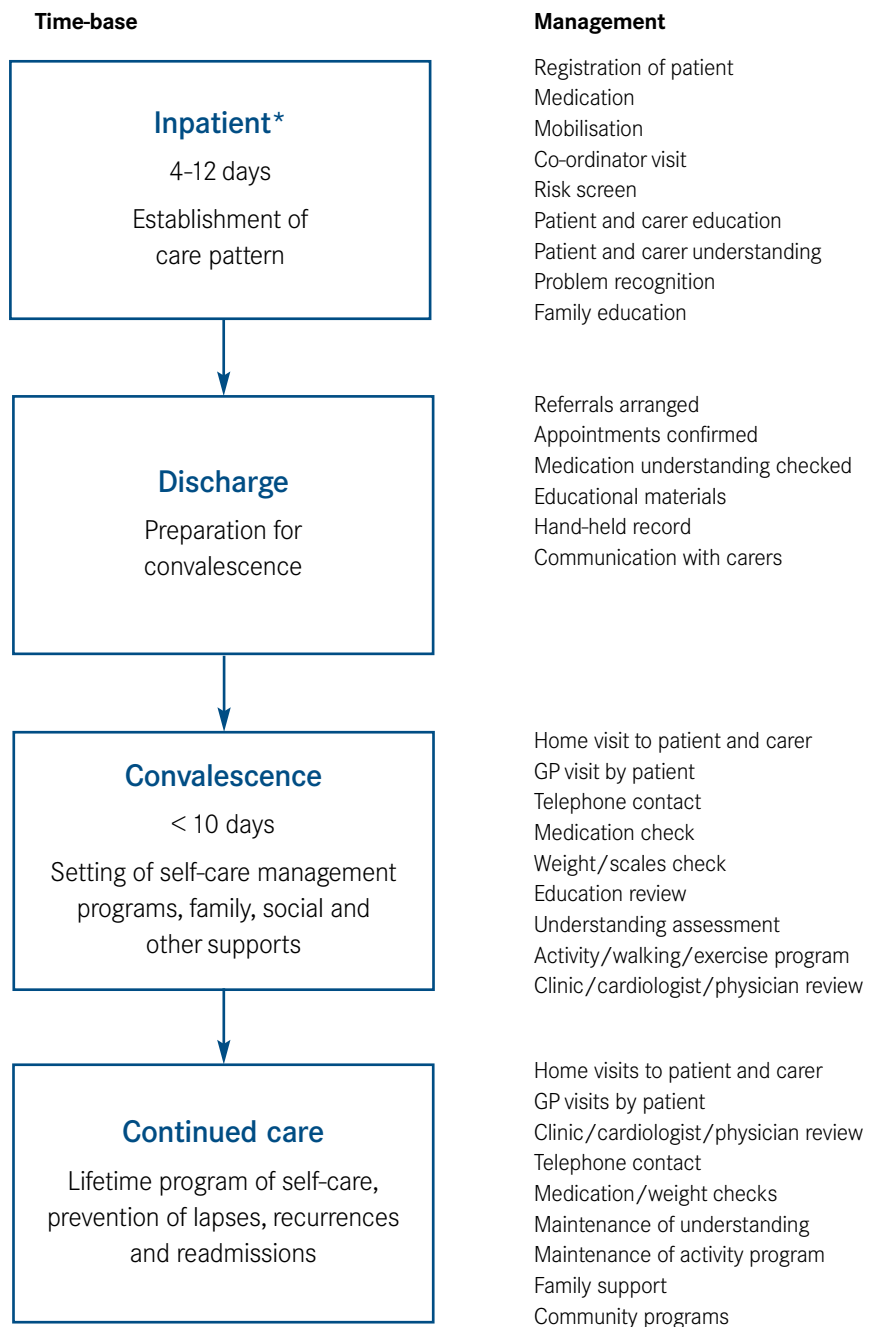 Time-base
Management
Inpatient*
4-12 days
Establishment of
care pattern
Registration of patient
Medication
Mobilisation
Co-ordinator visit
Risk screen
Patient and carer education
Patient and carer understanding
Problem recognition
Family education
Discharge
Preparation for
convalescence
Referrals arranged
Appointments confirmed
Medication understanding checked
Educational materials
Hand-held record
Communication with carers
Convalescence
< 10 days
Setting of self-care management
programs, family, social and
other supports
Home visit to patient and carer
GP visit by patient
Telephone contact
Medication check
Weight/scales check
Education review
Understanding assessment
Activity/walking/exercise program
Clinic/cardiologist/physician review
Continued care
Lifetime program of self-care,
prevention of lapses, recurrences
and readmissions
Home visits to patient and carer
GP visits by patient
Clinic/cardiologist/physician review
Telephone contact
Medication/weight checks
Maintenance of understanding
Maintenance of activity program
Family support
Community programs